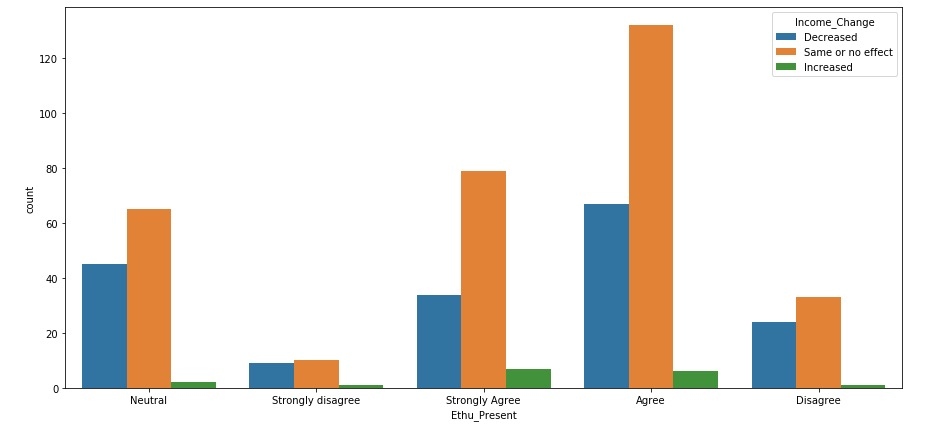 Income_Change
Decreased
Same or no effect
Increased
count
120
100
80
60
40
20
0
Neutral
Strongly disagree
Strongly Agree
Agree
Disagree
Ethu_Present